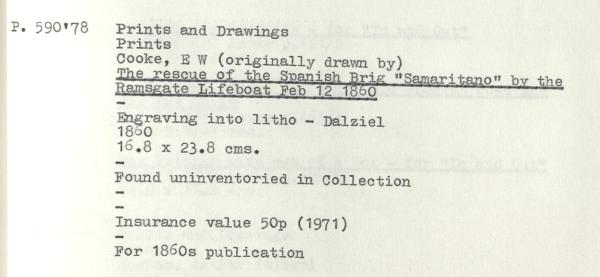 P. 590'78 Prints and Drawings
Prints
Cooke, E W (originally drawn by)
The rescue of the Spanish Brig "Samaritano" by the
Ramsgate Lifeboat Feb 12 1860
-
Engraving into litho - Dalziel
1860
16.8 x 23.8 cms.
-
Found uninventoried in Collection
-
-
Insurance value 50p (1971)
-
For 1860s publication